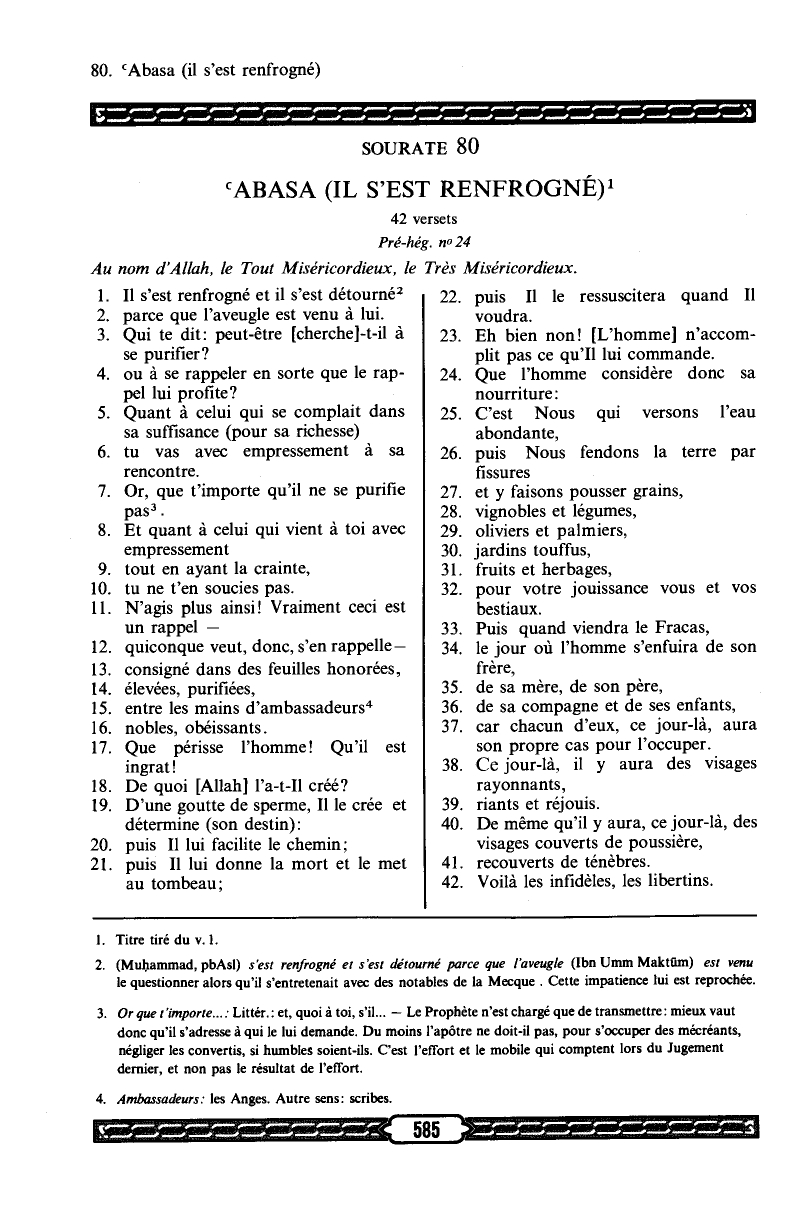 80. ᶜAbasa (il s'est renfrogné)
SOURATE 80
ᶜABASA (IL S'EST RENFROGNÉ)¹
42 versets
Pré-hég. nº 24
Au nom d'Allah, le Tout Miséricordieux, le Très Miséricordieux.
1. Il s'est renfrogné et il s'est détourné²
2. parce que l'aveugle est venu à lui.
3. Qui te dit: peut-être [cherche]-t-il à
se purifier?
4. ou à se rappeler en sorte que le rap-
pel lui profite?
5. Quant à celui qui se complait dans
sa suffisance (pour sa richesse)
6. tu vas avec empressement à sa
rencontre.
7. Or, que t'importe qu'il ne se purifie
pas³.
8. Et quant à celui qui vient à toi avec
empressement
9. tout en ayant la crainte,
10. tu ne t'en soucies pas.
11. N'agis plus ainsi! Vraiment ceci est
un rappel —
12. quiconque veut, donc, s'en rappelle—
13. consigné dans des feuilles honorées,
14. élevées, purifiées,
15. entre les mains d'ambassadeurs⁴
16. nobles, obéissants.
17. Que périsse l'homme! Qu'il est
ingrat!
18. De quoi [Allah] l'a-t-Il créé?
19. D'une goutte de sperme, Il le crée et
détermine (son destin):
20. puis Il lui facilite le chemin;
21. puis Il lui donne la mort et le met
au tombeau;
22. puis Il le ressuscitera quand Il
voudra.
23. Eh bien non! [L'homme] n'accom-
plit pas ce qu'Il lui commande.
24. Que l'homme considère donc sa
nourriture:
25. C'est Nous qui versons l'eau
abondante,
26. puis Nous fendons la terre par
fissures
27. et y faisons pousser grains,
28. vignobles et légumes,
29. oliviers et palmiers,
30. jardins touffus,
31. fruits et herbages,
32. pour votre jouissance vous et vos
bestiaux.
33. Puis quand viendra le Fracas,
34. le jour où l'homme s'enfuira de son
frère,
35. de sa mère, de son père,
36. de sa compagne et de ses enfants,
37. car chacun d'eux, ce jour-là, aura
son propre cas pour l'occuper.
38. Ce jour-là, il y aura des visages
rayonnants,
39. riants et réjouis.
40. De même qu'il y aura, ce jour-là, des
visages couverts de poussière,
41. recouverts de ténèbres.
42. Voilà les infidèles, les libertins.
1. Titre tiré du v. 1.
2. (Muḥammad, pbAsl) s'est renfrogné et s'est détourné parce que l'aveugle (Ibn Umm Maktūm) est venu
le questionner alors qu'il s'entretenait avec des notables de la Mecque . Cette impatience lui est reprochée.
3. Or que t'importe...: Littér.: et, quoi à toi, s'il... — Le Prophète n'est chargé que de transmettre: mieux vaut
donc qu'il s'adresse à qui le lui demande. Du moins l'apôtre ne doit-il pas, pour s'occuper des mécréants,
négliger les convertis, si humbles soient-ils. C'est l'effort et le mobile qui comptent lors du Jugement
dernier, et non pas le résultat de l'effort.
4. Ambassadeurs: les Anges. Autre sens: scribes.
585